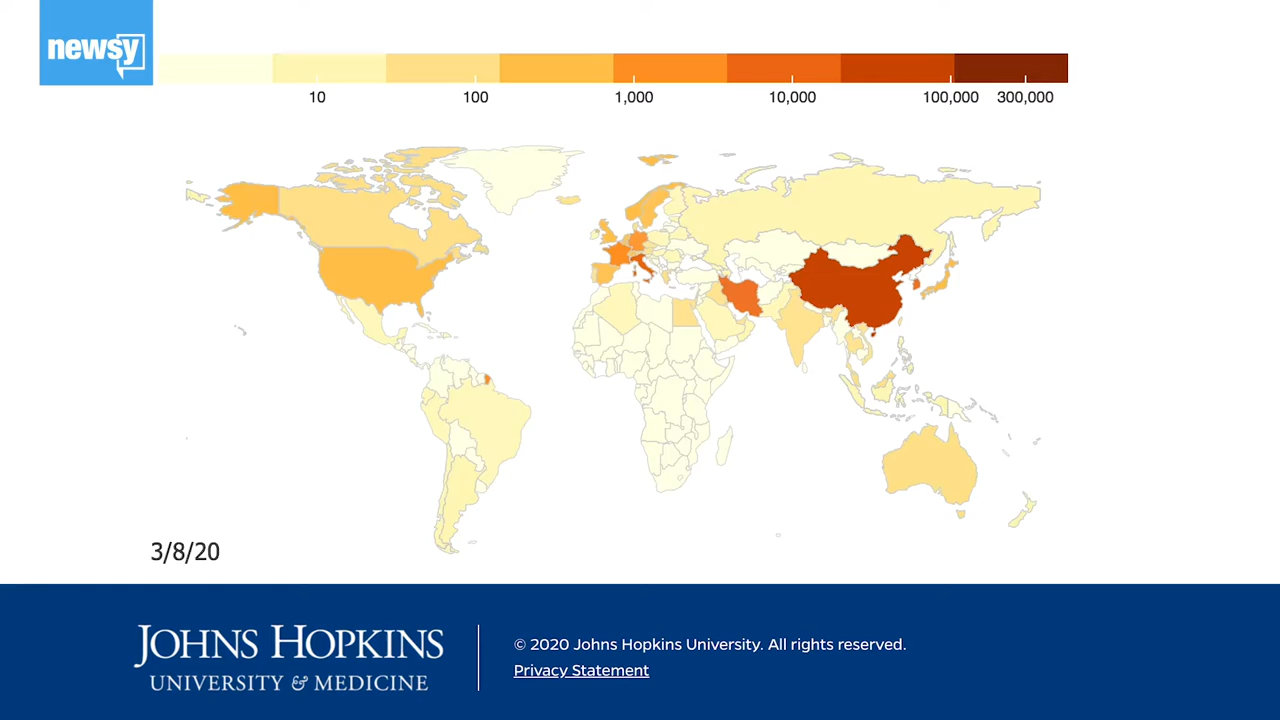 newsy
10 100 1,000 10,000 100,000 300,000
3/8/20
JOHNS HOPKINS
UNIVERSITY & MEDICINE
© 2020 Johns Hopkins University. All rights reserved.
Privacy Statement